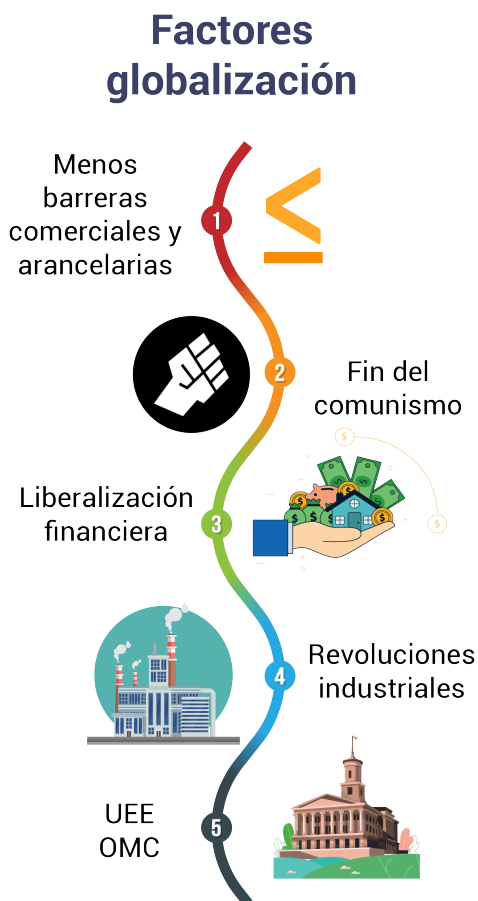 Factores
globalización
Menos
barreras
comerciales y
arancelarias
1
≤
2
Fin del
comunismo
$
Liberalización
financiera
3
$
Revoluciones
industriales
4
UEE
OMC
5